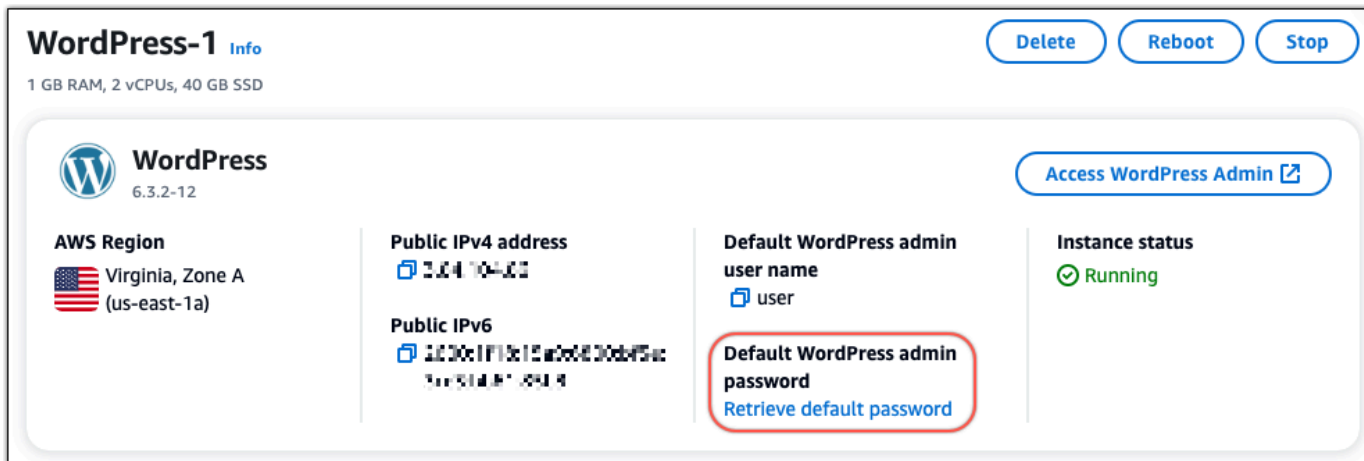 WordPress-1 Info
Delete
Reboot
Stop
1 GB RAM, 2 vCPUs, 40 GB SSD
WordPress
6.3.2-12
Access WordPress Admin
AWS Region
Virginia, Zone A
(us-east-1a)
Public IPv4 address
Public IPv6
Default WordPress admin
user name
user
Default WordPress admin
password
Retrieve default password
Instance status
Running